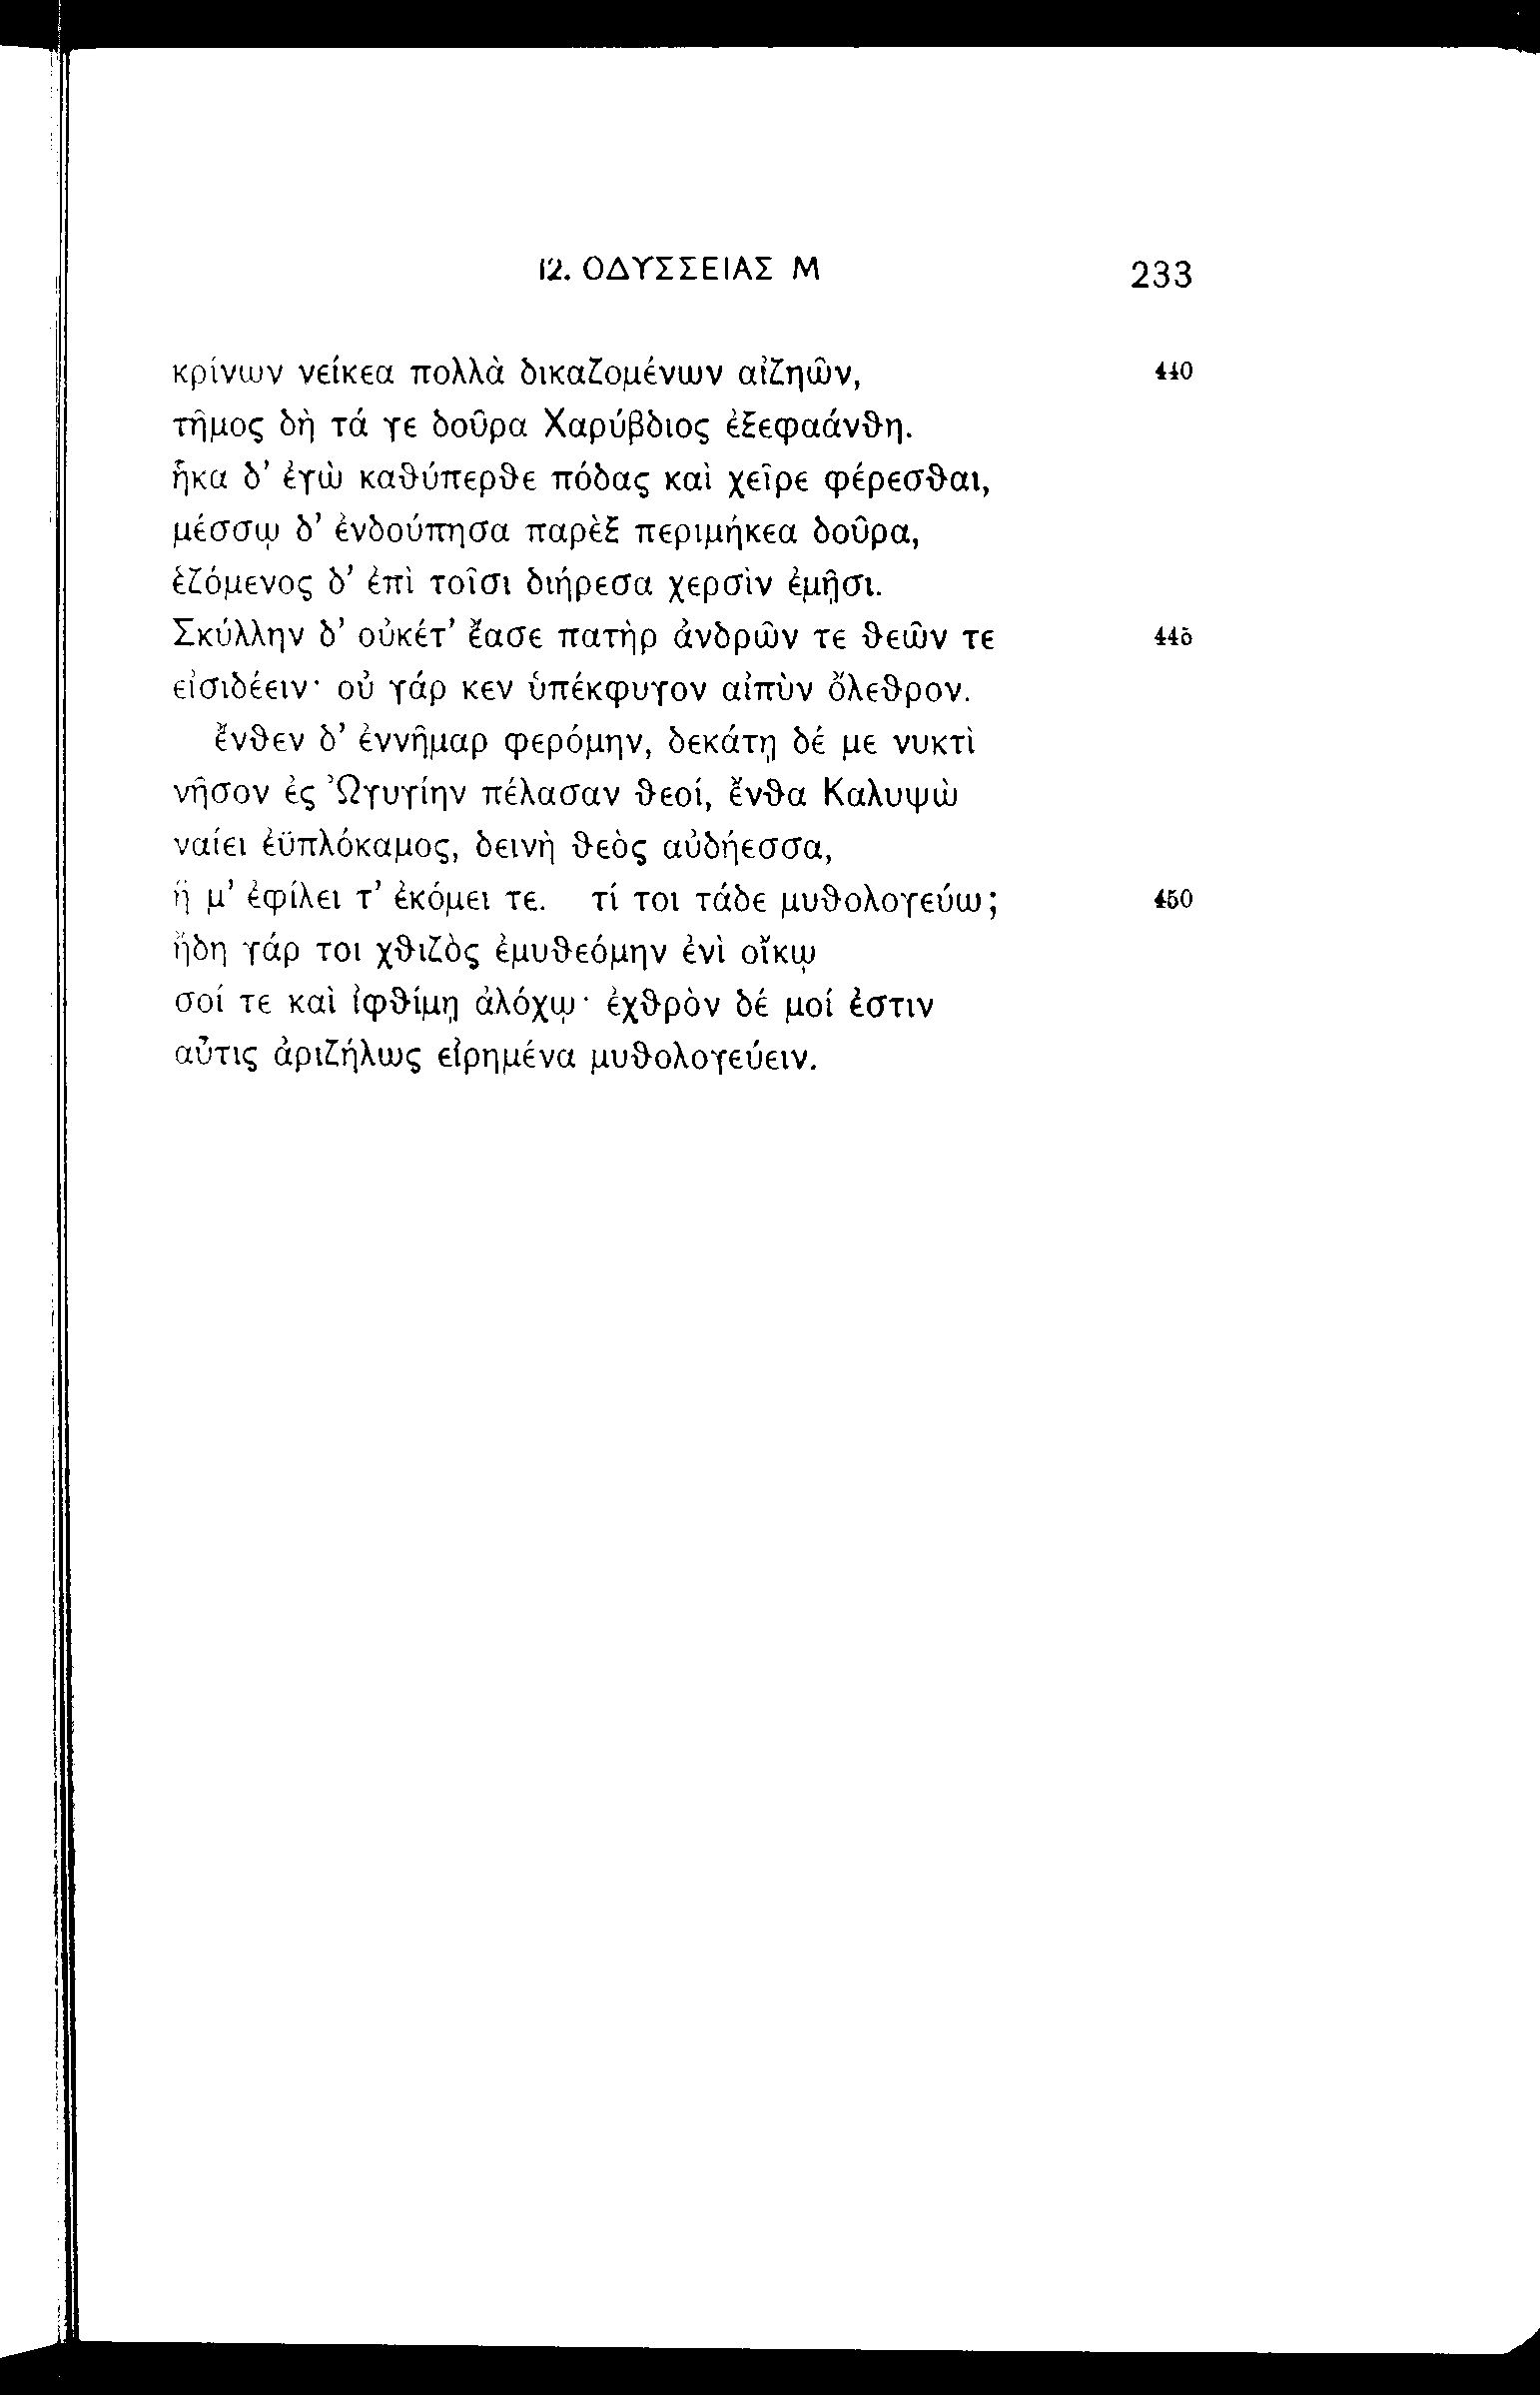 12. ΟΔΥΣΣΕΙΑΣ Μ 233
κρίνων νείκεα πολλὰ δικαζομένων αἰζηῶν, 440
τῆμος δὴ τά γε δοῦρα Χαρύβδιος ἐξεφαάνθη.
ἧκα δ’ ἐγὼ καθύπερθε πόδας καὶ χεῖρε φέρεσθαι,
μέσσῳ δ’ ἐνδούπησα παρὲξ περιμήκεα δοῦρα,
ἑζόμενος δ’ ἐπὶ τοῖσι διήρεσα χερσὶν ἐμῇσι.
Σκύλλην δ’ οὐκέτ’ ἔασε πατὴρ ἀνδρῶν τε θεῶν τε 445
εἰσιδέειν· οὐ γάρ κεν ὑπέκφυγον αἰπὺν ὄλεθρον.
ἔνθεν δ’ ἐννῆμαρ φερόμην, δεκάτῃ δέ με νυκτὶ
νῆσον ἐς Ὠγυγίην πέλασαν θεοί, ἔνθα Καλυψὼ
ναίει ἐϋπλόκαμος, δεινὴ θεὸς αὐδήεσσα,
ἥ μ’ ἐφίλει τ’ ἐκόμει τε. τί τοι τάδε μυθολογεύω; 450
ἤδη γάρ τοι χθιζὸς ἐμυθεόμην ἐνὶ οἴκῳ
σοί τε καὶ ἰφθίμῃ ἀλόχῳ· ἐχθρὸν δέ μοί ἐστιν
αὖτις ἀριζήλως εἰρημένα μυθολογεύειν.